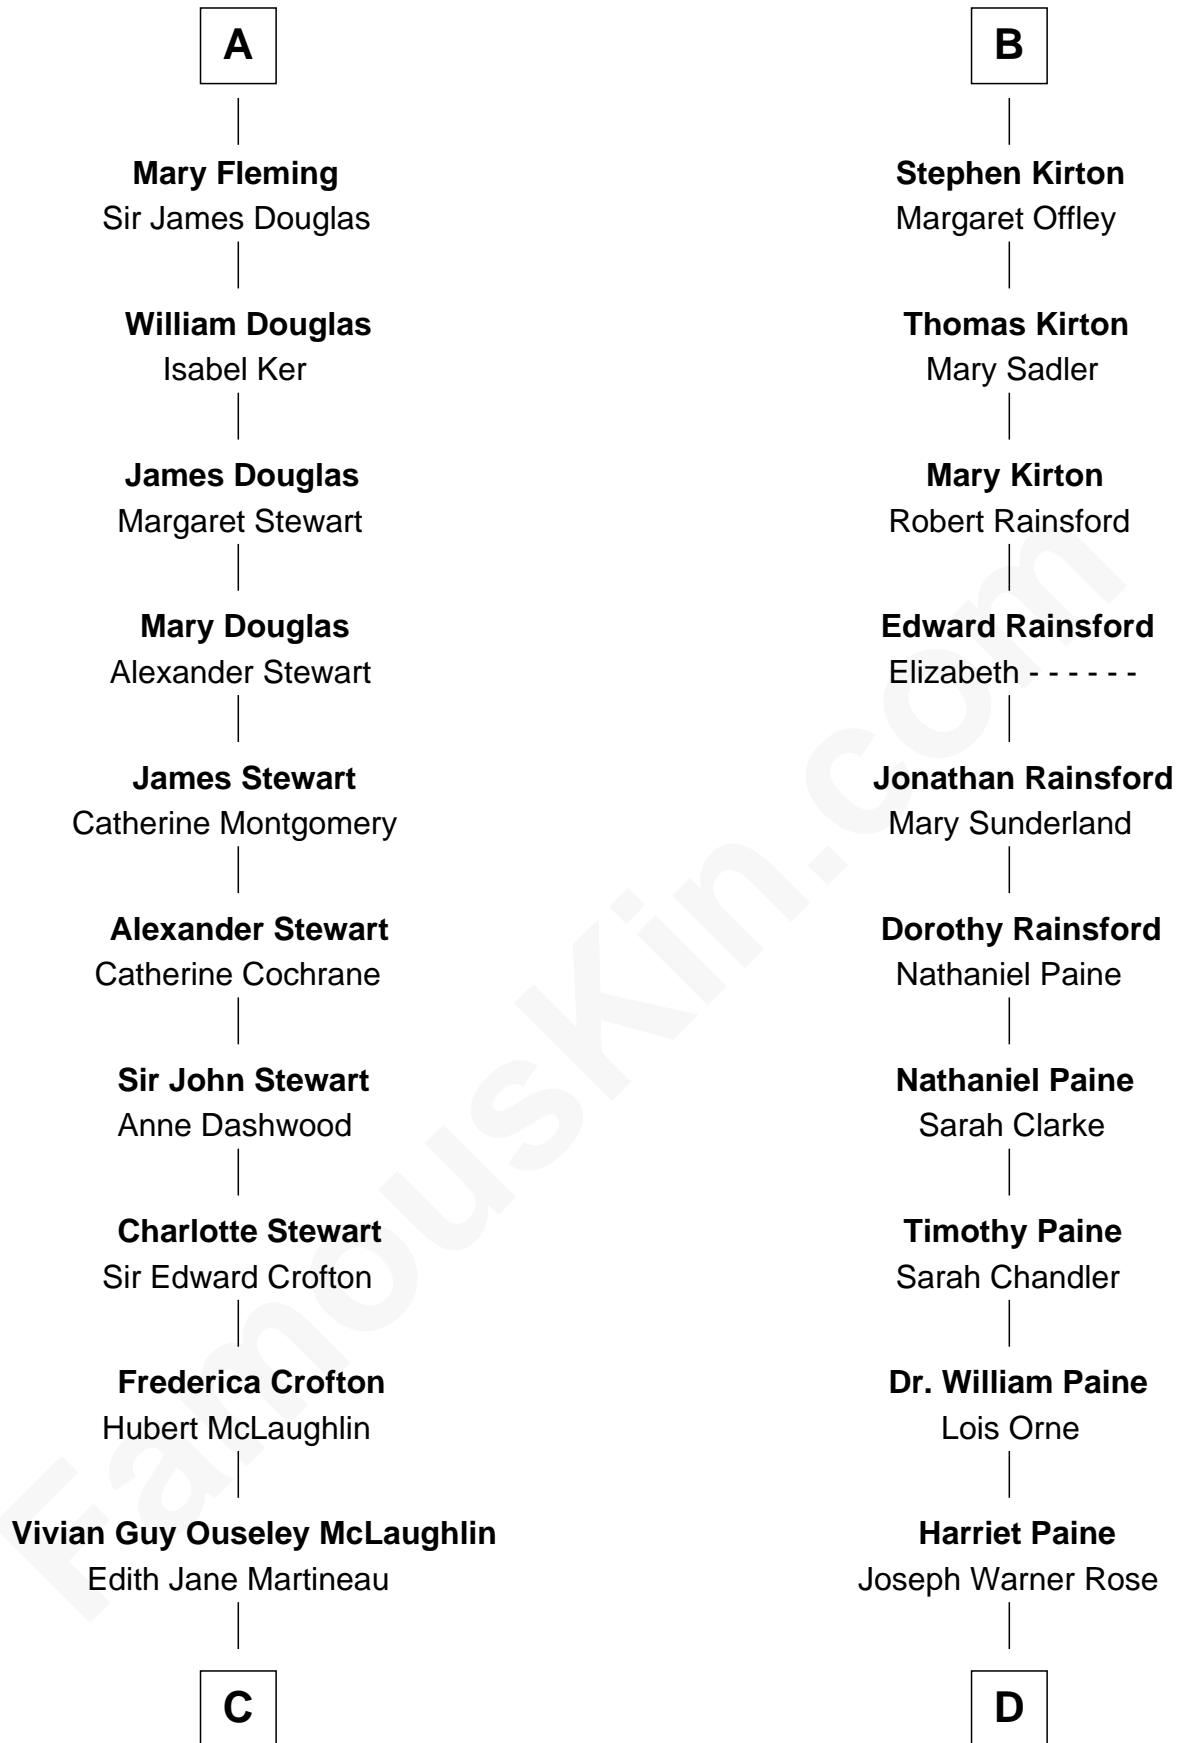 A
Mary Fleming
Sir James Douglas
William Douglas
Isabel Ker
James Douglas
Margaret Stewart
Mary Douglas
Alexander Stewart
James Stewart
Catherine Montgomery
Alexander Stewart
Catherine Cochrane
Sir John Stewart
Anne Dashwood
Charlotte Stewart
Sir Edward Crofton
Frederica Crofton
Hubert McLaughlin
Vivian Guy Ouseley McLaughlin
Edith Jane Martineau
C
B
Stephen Kirton
Margaret Offley
Thomas Kirton
Mary Sadler
Mary Kirton
Robert Rainsford
Edward Rainsford
Elizabeth - - - - - -
Jonathan Rainsford
Mary Sunderland
Dorothy Rainsford
Nathaniel Paine
Nathaniel Paine
Sarah Clarke
Timothy Paine
Sarah Chandler
Dr. William Paine
Lois Orne
Harriet Paine
Joseph Warner Rose
D
FamousKin.com